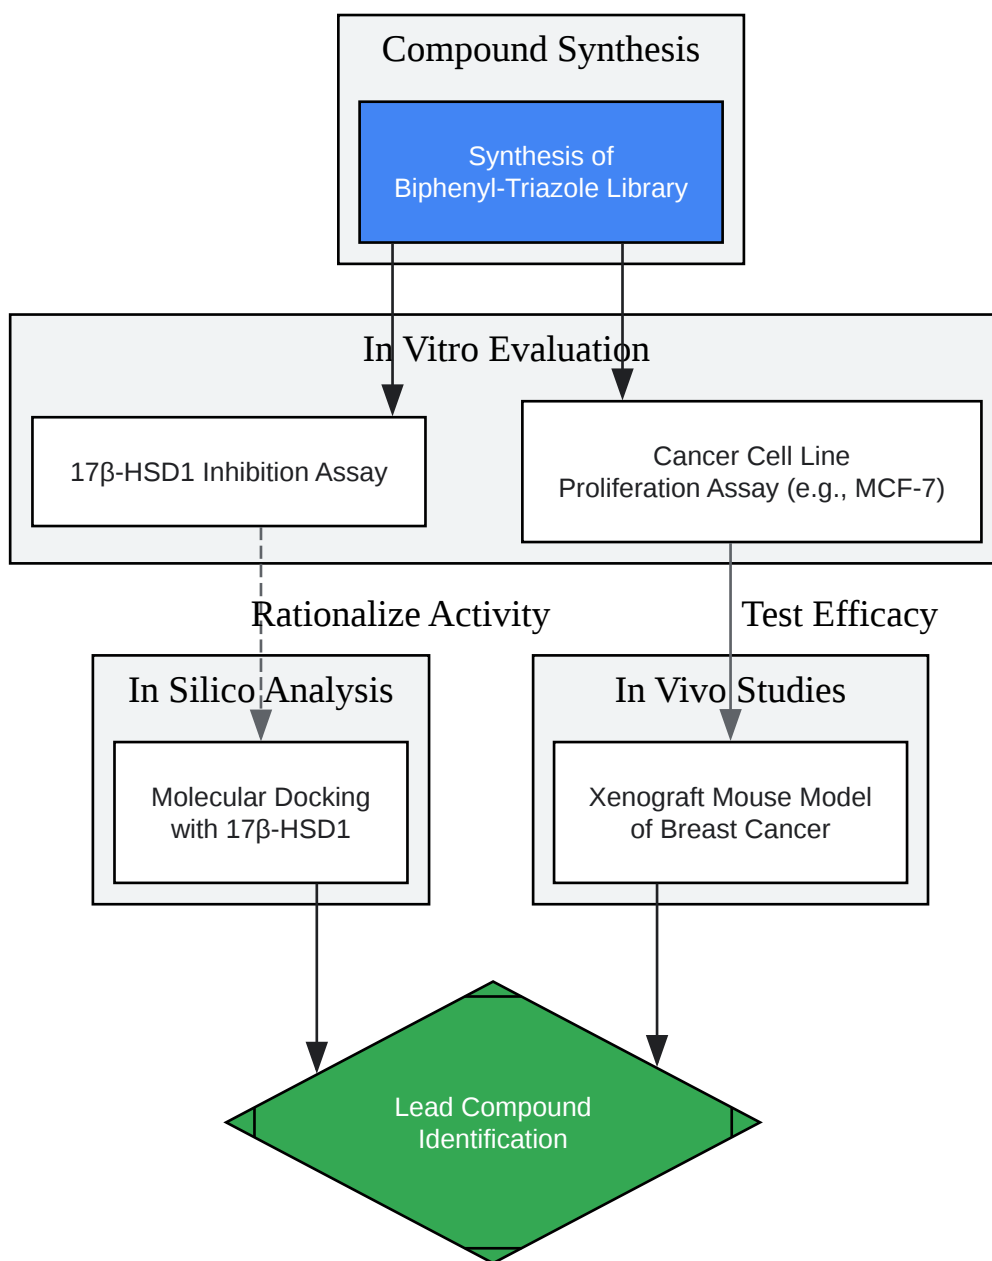 Compound Synthesis
Synthesis of
Biphenyl-Triazole Library
In Vitro Evaluation
17β-HSD1 Inhibition Assay
Cancer Cell Line
Proliferation Assay (e.g., MCF-7)
Rationalize Activity
Test Efficacy
In Silico Analysis
In Vivo Studies
Molecular Docking
with 17β-HSD1
Xenograft Mouse Model
of Breast Cancer
Lead Compound
Identification